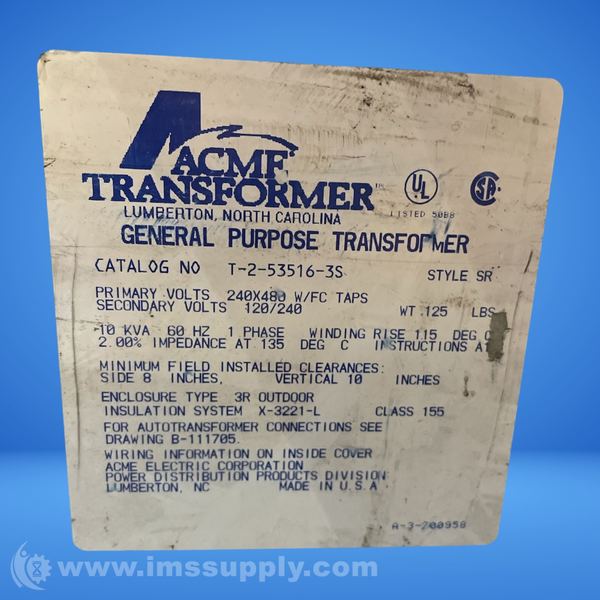 ACME
TRANSFORMER™
LUMBERTON, NORTH CAROLINA
UL
LISTED 50B8
SA
GENERAL PURPOSE TRANSFORMER
CATALOG NO T-2-53516-3S STYLE SR
PRIMARY VOLTS 240X480 W/FC TAPS
SECONDARY VOLTS 120/240 WT 125 LBS
10 KVA 60 HZ 1 PHASE WINDING RISE 115 DEG C
2.00% IMPEDANCE AT 135 DEG C INSTRUCTIONS
MINIMUM FIELD INSTALLED CLEARANCES:
SIDE 8 INCHES, VERTICAL 10 INCHES
ENCLOSURE TYPE 3R OUTDOOR
INSULATION SYSTEM X-3221-L CLASS 155
FOR AUTOTRANSFORMER CONNECTIONS SEE
DRAWING B-111705.
WIRING INFORMATION ON INSIDE COVER
ACME ELECTRIC CORPORATION
POWER DISTRIBUTION PRODUCTS DIVISION
LUMBERTON, NC MADE IN U.S.A
A-3-200958
www.imssupply.com